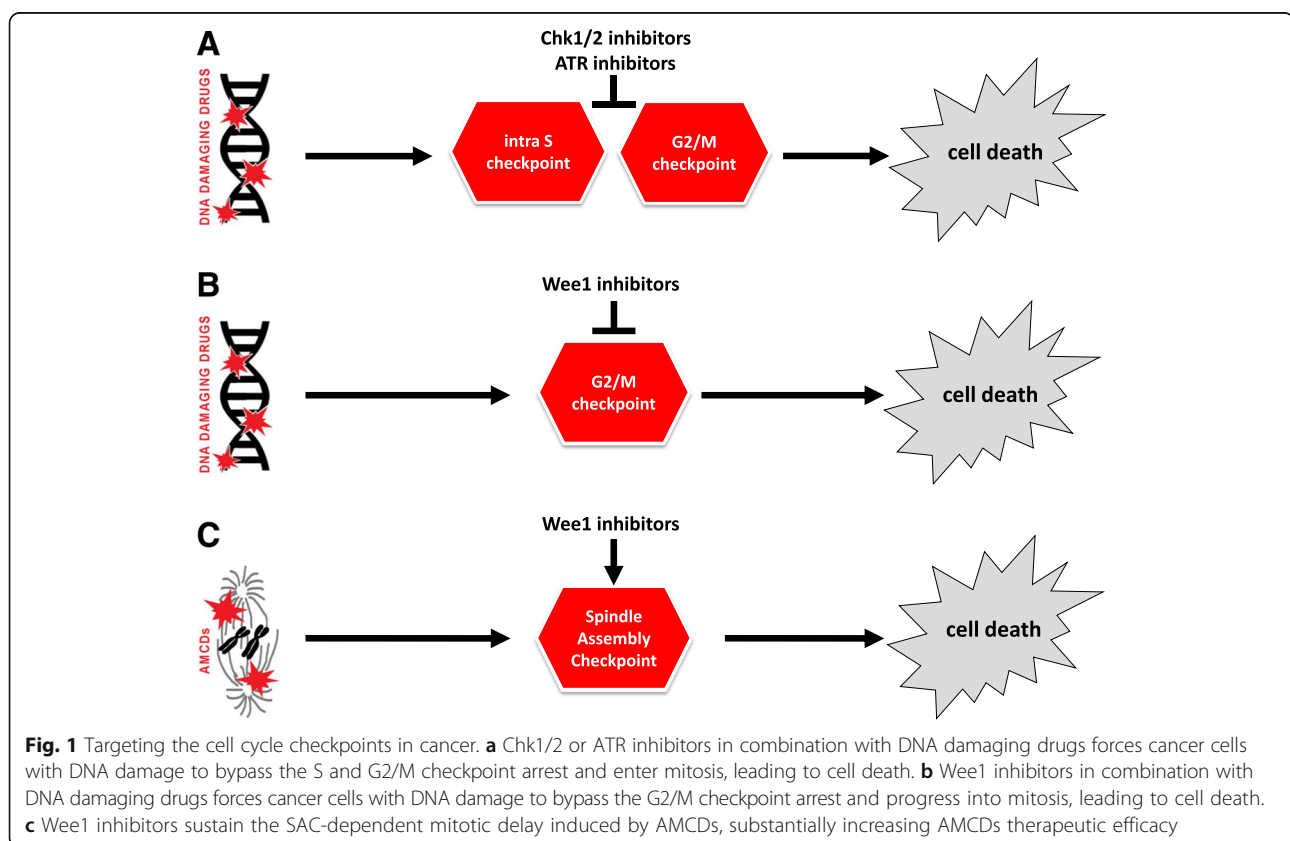 A
Chk1/2 inhibitors
ATR inhibitors
DNA DAMAGING DRUGS
intra S
checkpoint
G2/M
checkpoint
cell death
B
Wee1 inhibitors
DNA DAMAGING DRUGS
G2/M
checkpoint
cell death
C
Wee1 inhibitors
AMCDs
Spindle
Assembly
Checkpoint
cell death
Fig. 1 Targeting the cell cycle checkpoints in cancer. a Chk1/2 or ATR inhibitors in combination with DNA damaging drugs forces cancer cells
with DNA damage to bypass the S and G2/M checkpoint arrest and enter mitosis, leading to cell death. b Wee1 inhibitors in combination with
DNA damaging drugs forces cancer cells with DNA damage to bypass the G2/M checkpoint arrest and progress into mitosis, leading to cell death.
c Wee1 inhibitors sustain the SAC-dependent mitotic delay induced by AMCDs, substantially increasing AMCDs therapeutic efficacy